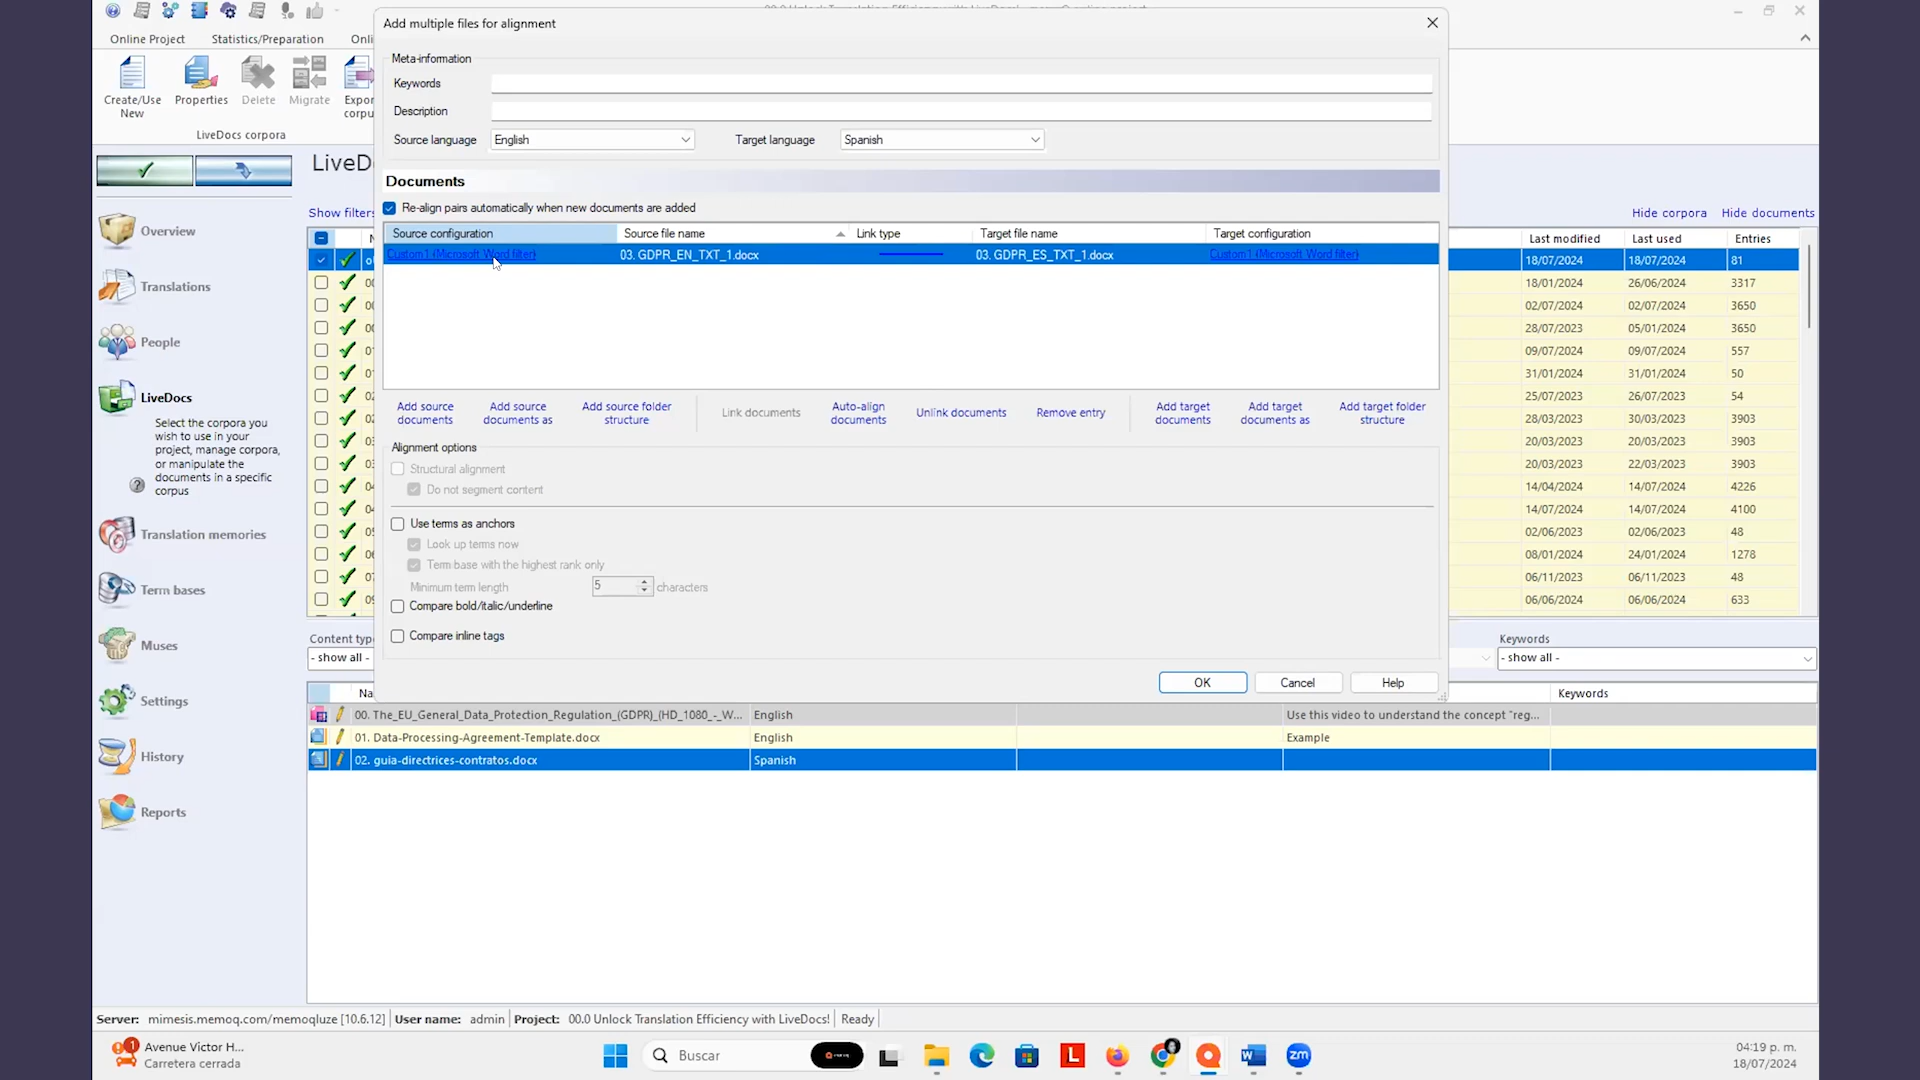 Add multiple files for alignment
Online Project
Statistics/Preparation
Onli
Create/Use
New
Properties
Delete
Migrate
Expor
corpu
LiveDocs corpora
Meta-information
Keywords
Description
Source language
English
Target language
Spanish
LiveD
Documents
Re-align pairs automatically when new documents are added
Show filters
Hide corpora
Hide documents
Source configuration
Source file name
Link type
Target file name
Target configuration
Custom1 (Microsoft Word filter)
03. GDPR_EN_TXT_1.docx
03. GDPR_ES_TXT_1.docx
Custom1 (Microsoft Word filter)
Last modified
Last used
Entries
18/07/2024
18/07/2024
81
18/01/2024
26/06/2024
3317
02/07/2024
02/07/2024
3650
28/07/2023
05/01/2024
3650
09/07/2024
09/07/2024
557
31/01/2024
31/01/2024
50
25/07/2023
26/07/2023
54
28/03/2023
30/03/2023
3903
20/03/2023
20/03/2023
3903
20/03/2023
22/03/2023
3903
14/04/2024
14/07/2024
4226
14/07/2024
14/07/2024
4100
02/06/2023
02/06/2023
48
08/01/2024
24/01/2024
1278
06/11/2023
06/11/2023
48
06/06/2024
06/06/2024
633
Overview
Translations
People
LiveDocs
Select the corpora you
wish to use in your
project, manage corpora,
or manipulate the
documents in a specific
corpus
Translation memories
Term bases
Muses
Settings
History
Reports
Add source
documents
Add source
documents as
Add source folder
structure
Link documents
Auto-align
documents
Unlink documents
Remove entry
Add target
documents
Add target
documents as
Add target folder
structure
Alignment options
Structural alignment
Do not segment content
Use terms as anchors
Look up terms now
Term base with the highest rank only
Minimum term length
5
characters
Compare bold/italic/underline
Compare inline tags
OK
Cancel
Help
Content type
- show all -
Keywords
- show all -
Na
Keywords
00. The_EU_General_Data_Protection_Regulation_(GDPR)_(HD_1080_-_W...
English
Use this video to understand the concept "reg...
01. Data-Processing-Agreement-Template.docx
English
Example
02. guia-directrices-contratos.docx
Spanish
Server: mimesis.memoq.com/memoqluze [10.6.12]
User name: admin
Project: 00.0 Unlock Translation Efficiency with LiveDocs!
Ready
1
Avenue Victor H...
Carretera cerrada
Buscar
L
W
zm
04:19 p. m.
18/07/2024